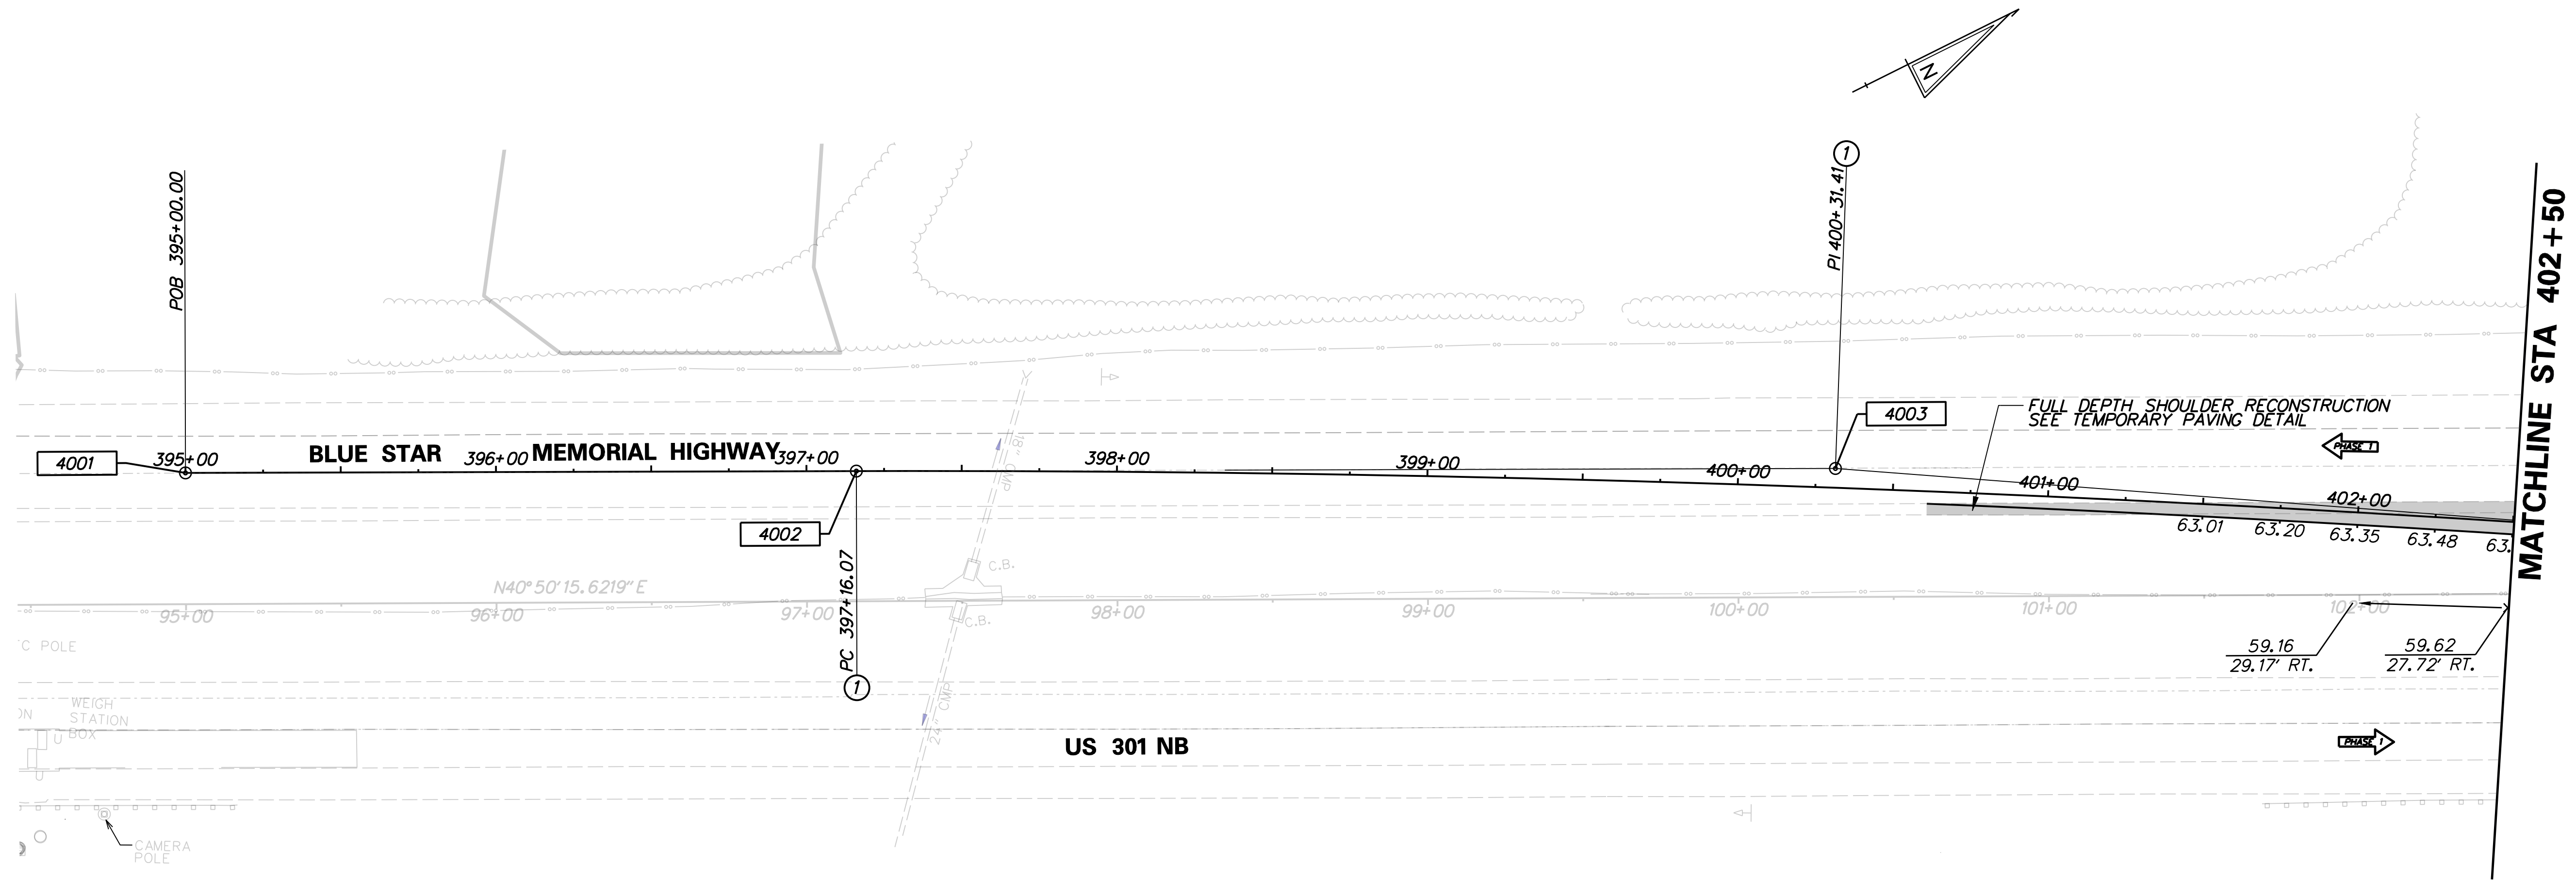 N
1
POB 395+00.00
PI 400+31.41
MATCHLINE STA 402+50
FULL DEPTH SHOULDER RECONSTRUCTION
SEE TEMPORARY PAVING DETAIL
4003
PHASE 1
18" CMP
BLUE STAR MEMORIAL HIGHWAY
4001
395+00
396+00
397+00
398+00
399+00
400+00
401+00
402+00
4002
PC 397+16.07
1
63.01
63.20
63.35
63.48
63.
C.B.
C.B.
N40°50'15.6219" E
95+00
96+00
97+00
98+00
99+00
100+00
101+00
102+00
C POLE
59.16
29.17' RT.
59.62
27.72' RT.
24" CMP
ON
WEIGH
STATION
BOX
U
U
US 301 NB
PHASE 1
CAMERA
POLE